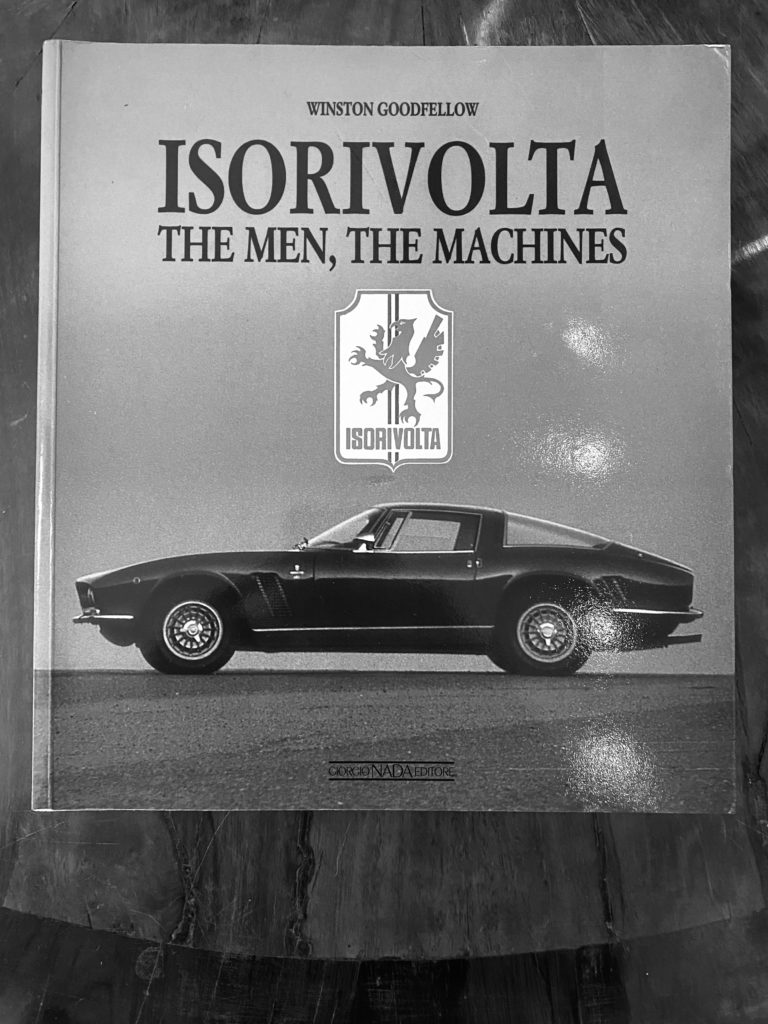 WINSTON GOODFELLOW
ISORIVOLTA
THE MEN, THE MACHINES
ISORIVOLTA
GIORGIO NADA EDITORE